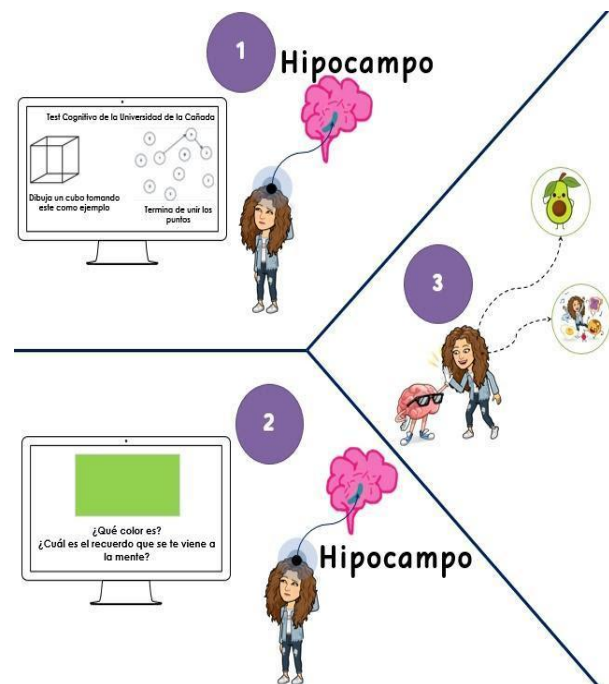 1
Hipocampo
Test Cognitivo de la Universidad de la Cañada
Dibuja un cubo tomando
este como ejemplo
Termina de unir los
puntos
3
2
¿Qué color es?
¿Cuál es el recuerdo que se te viene a
la mente?
Hipocampo